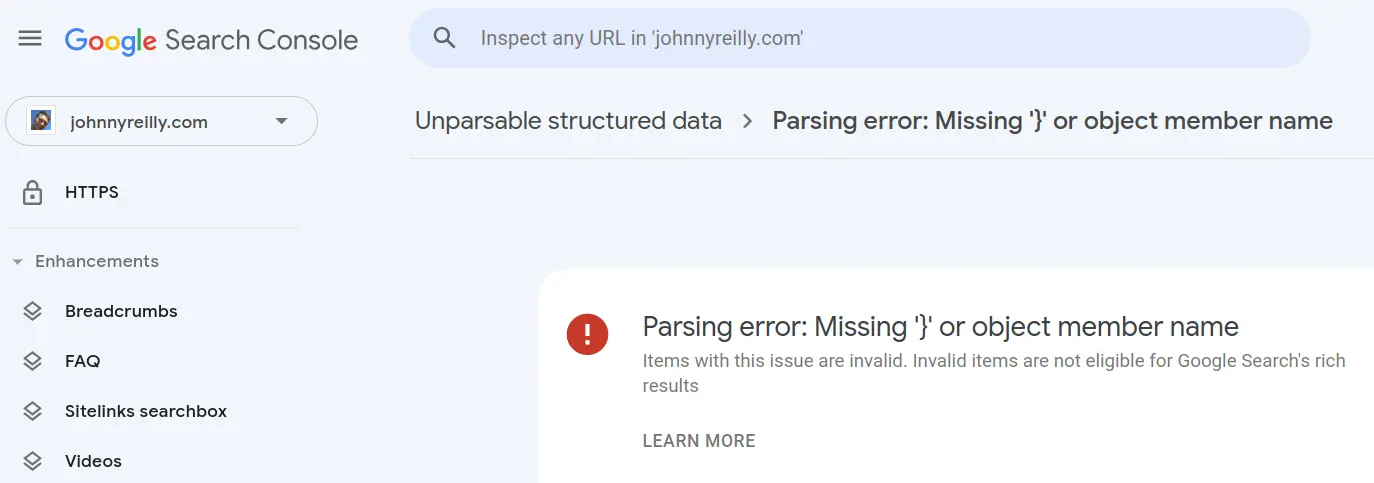 Google Search Console
Inspect any URL in 'johnnyreilly.com'
johnnyreilly.com
Unparsable structured data > Parsing error: Missing '}' or object member name
HTTPS
Enhancements
Breadcrumbs
FAQ
Sitelinks searchbox
Videos
Parsing error: Missing '}' or object member name
Items with this issue are invalid. Invalid items are not eligible for Google Search's rich
results
LEARN MORE